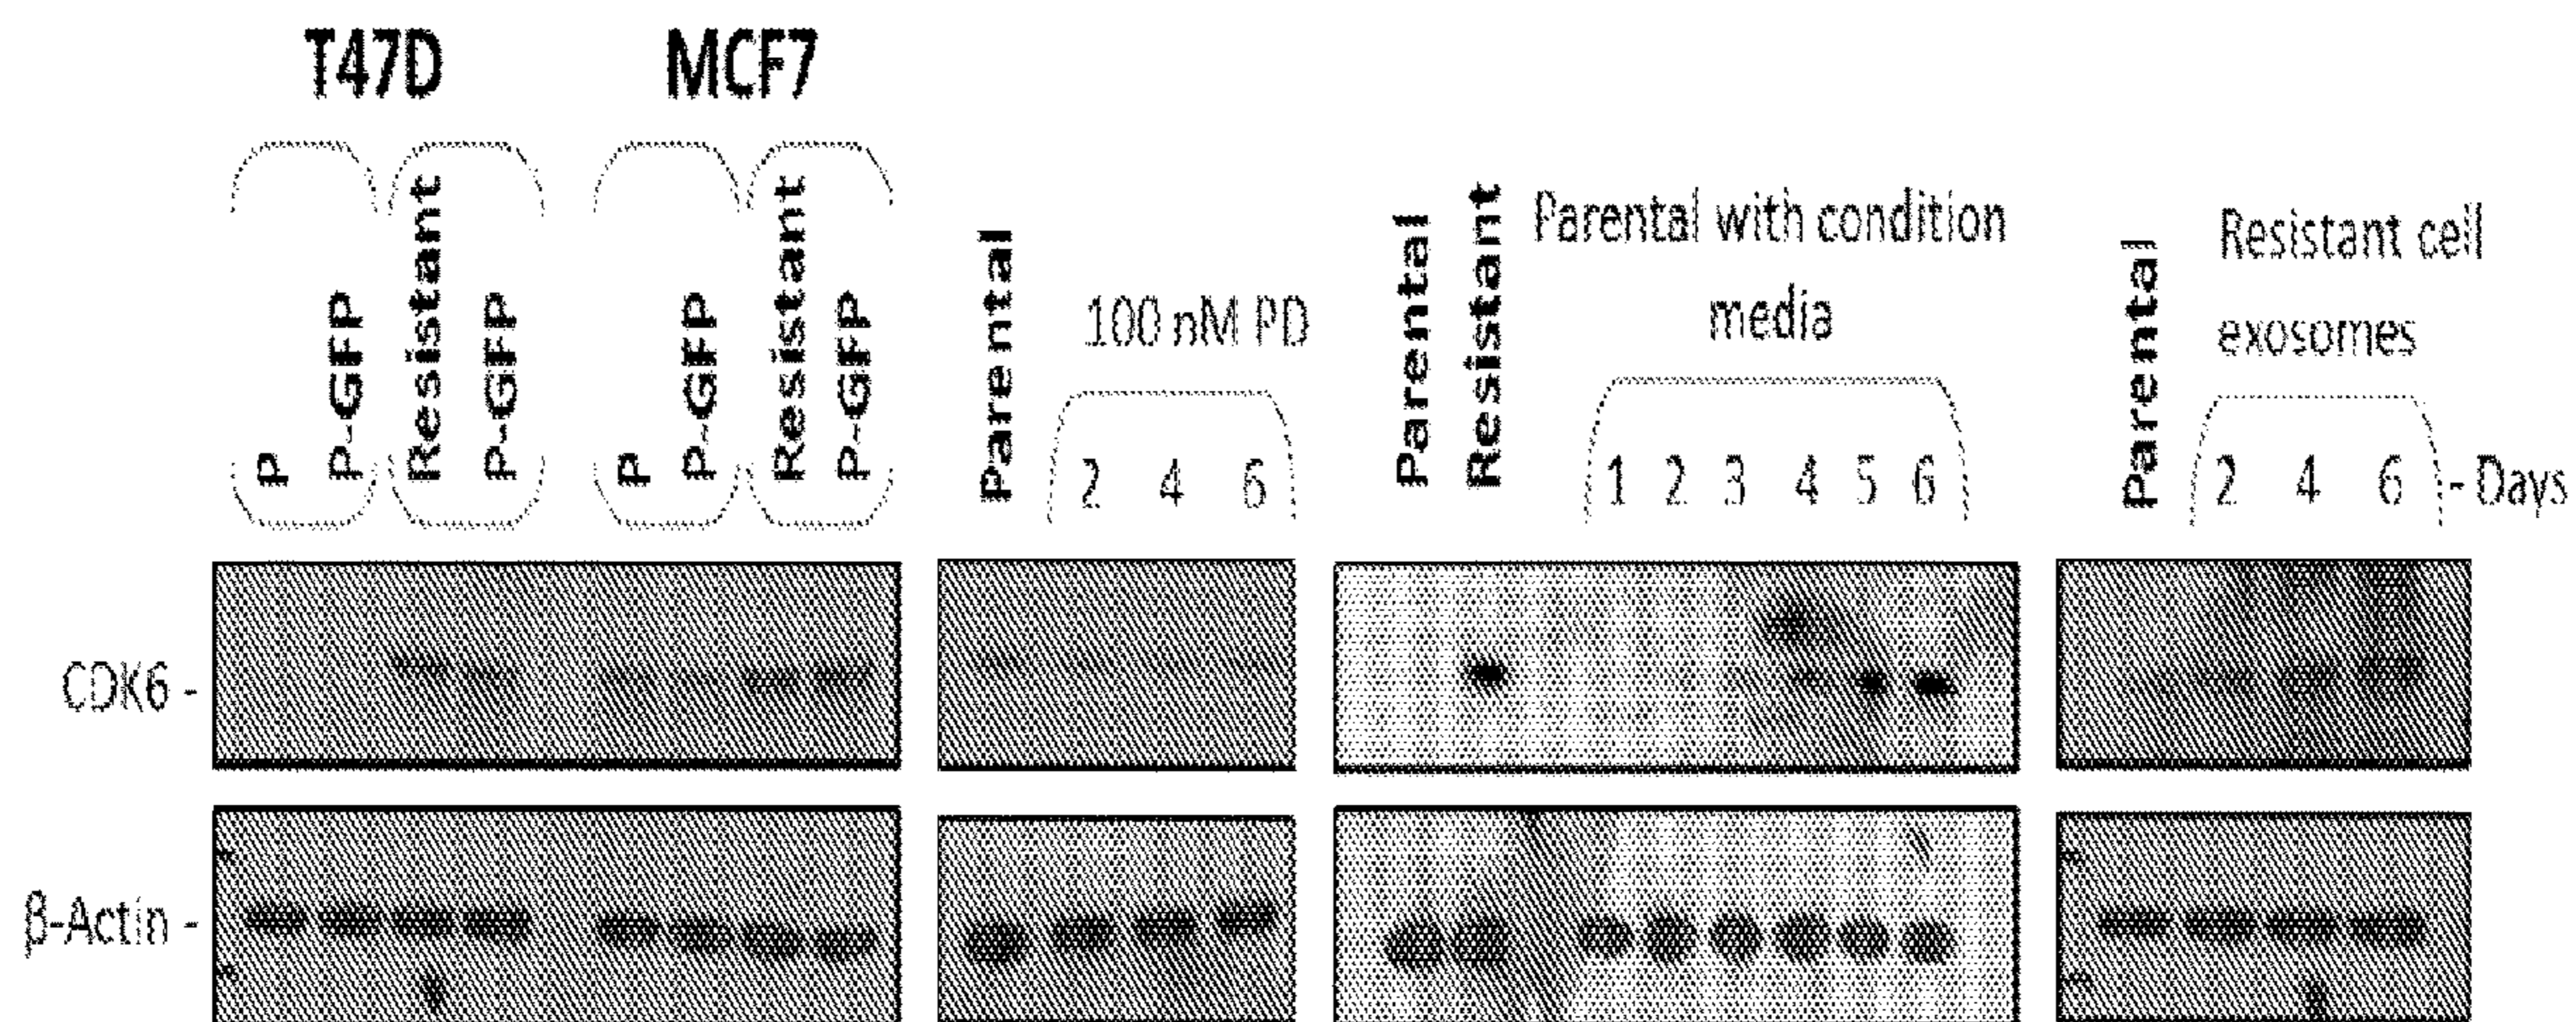 T47D MCF7
P P-GFP Resistant P-GFP P P-GFP Resistant P-GFP
Parental
100 nM PD
2 4 6
Parental Resistant
Parental with condition
media
1 2 3 4 5 6
Parental
Resistant cell
exosomes
2 4 6 - Days
CDK6 -
β-Actin -